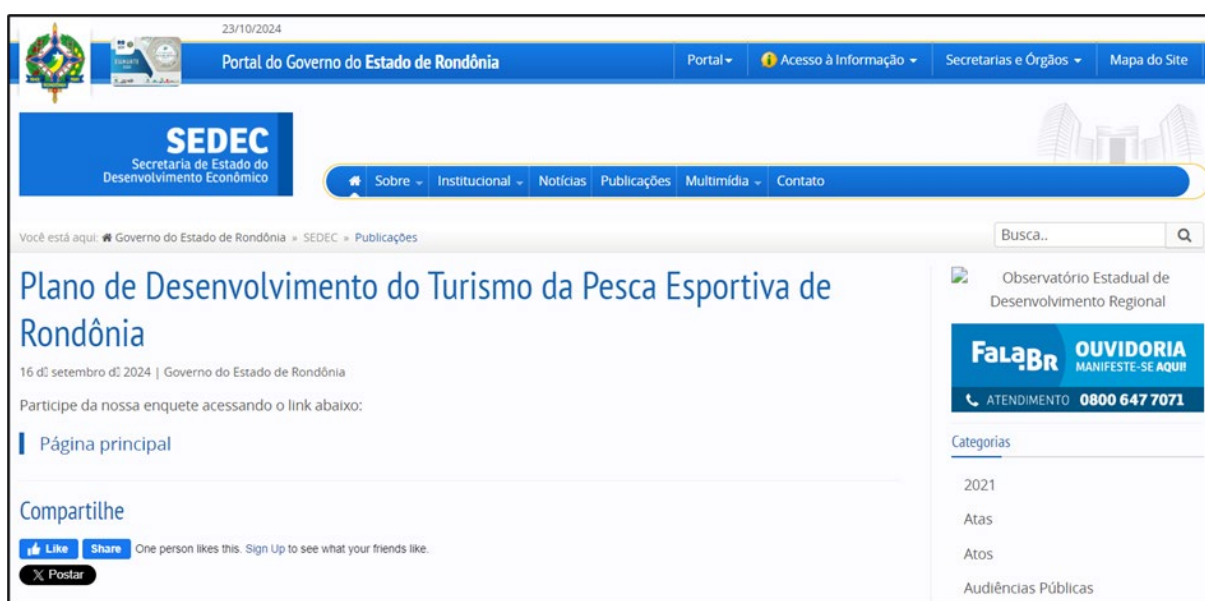 23/10/2024
Portal do Governo do Estado de Rondônia
Portal
Acesso à Informação
Secretarias e Órgãos
Mapa do Site
SEDEC
Secretaria de Estado do
Desenvolvimento Econômico
Sobre
Institucional
Notícias
Publicações
Multimídia
Contato
Você está aqui: Governo do Estado de Rondônia » SEDEC » Publicações
Busca..
Plano de Desenvolvimento do Turismo da Pesca Esportiva de
Rondônia
16 d setembro d 2024 | Governo do Estado de Rondônia
Participe da nossa enquete acessando o link abaixo:
Página principal
Compartilhe
Like
Share
One person likes this. Sign Up to see what your friends like.
X Postar
Observatório Estadual de
Desenvolvimento Regional
FalaBR
OUVIDORIA
MANIFESTE-SE AQUI!
ATENDIMENTO 0800 647 7071
Categorias
2021
Atas
Atos
Audiências Públicas